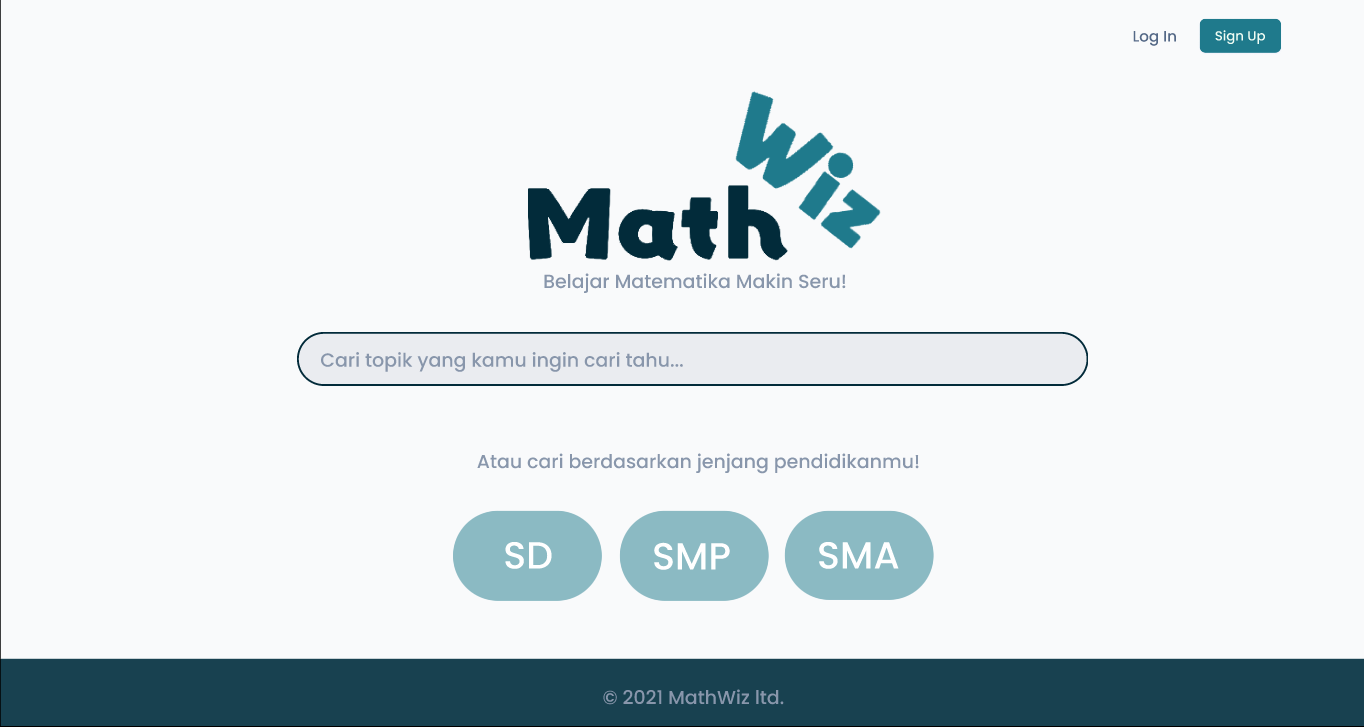 Log In
Sign Up
Math Wiz
Belajar Matematika Makin Seru!
Cari topik yang kamu ingin cari tahu...
Atau cari berdasarkan jenjang pendidikanmu!
SD
SMP
SMA
© 2021 MathWiz ltd.